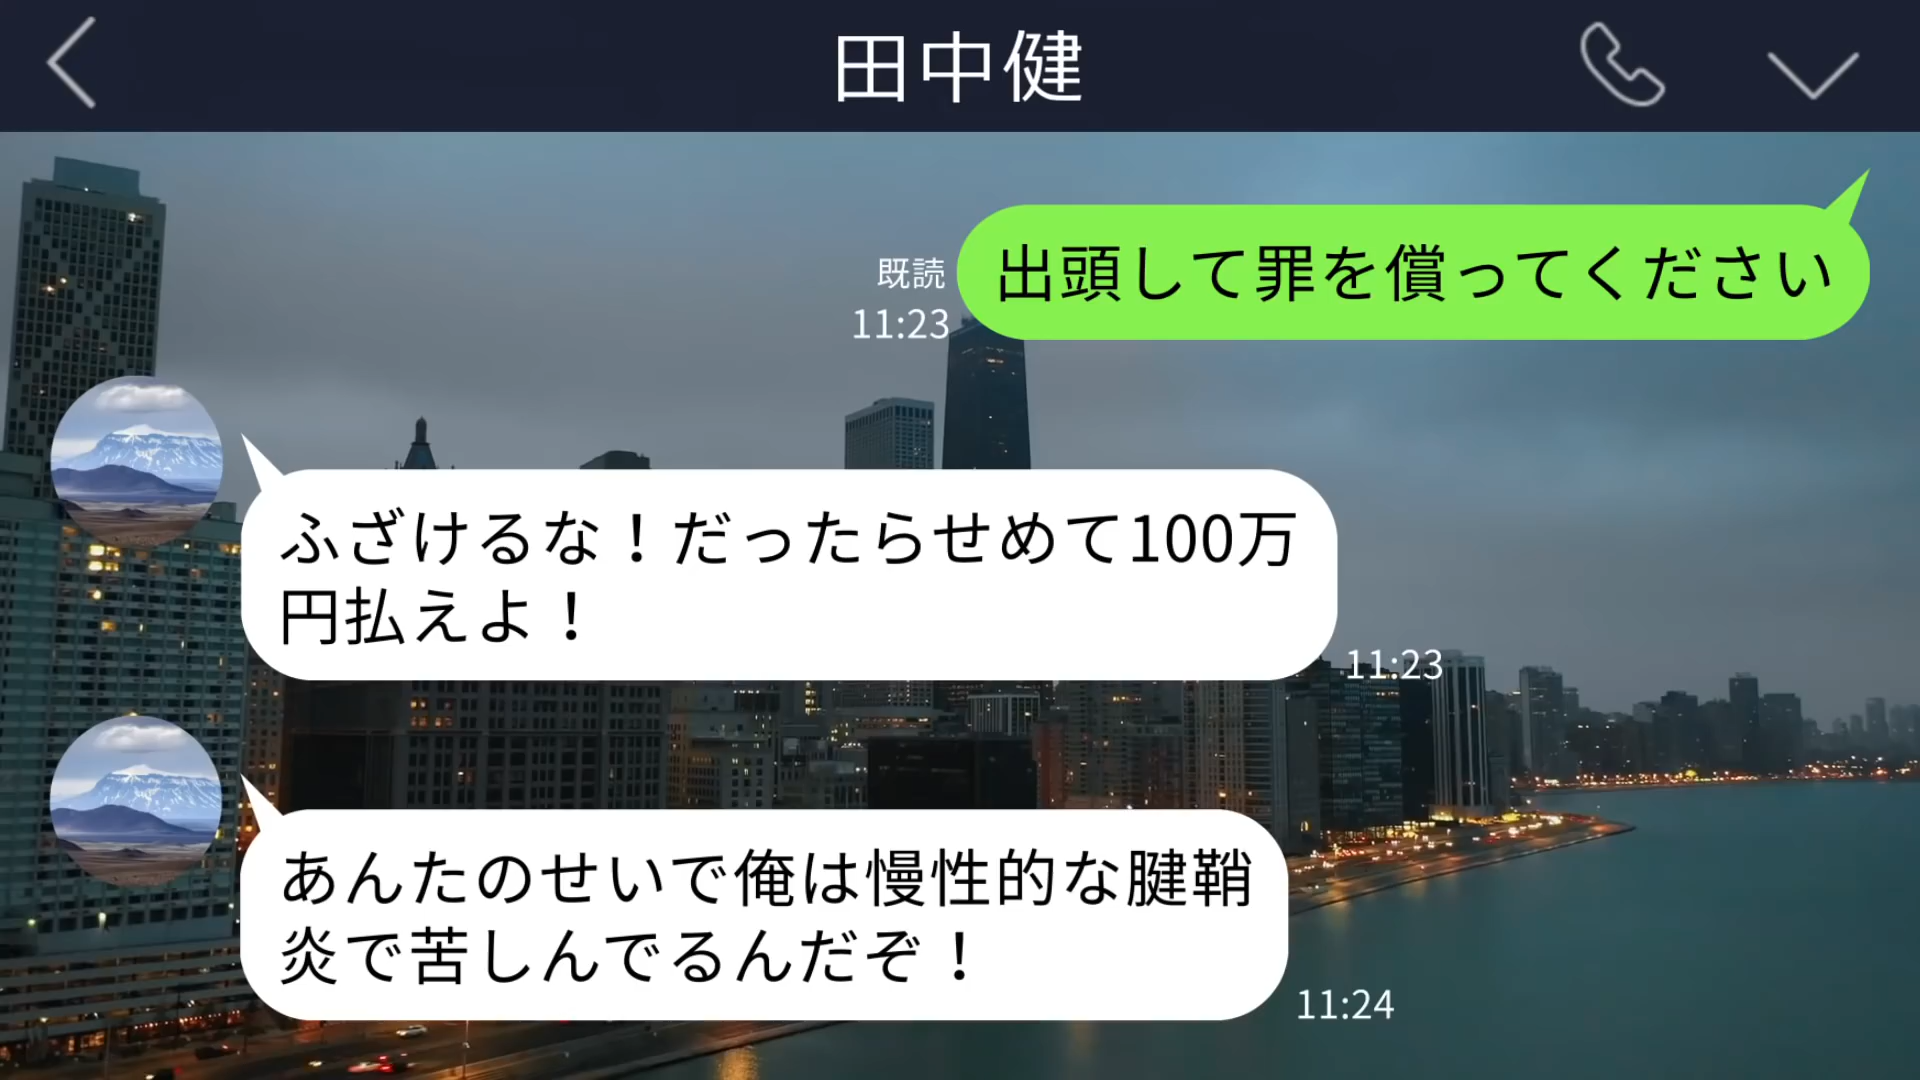 田中健
出頭して罪を償ってください
既読
11:23
ふざけるな！だったらせめて100万
円払えよ！
11:23
あんたのせいで俺は慢性的な腱鞘
炎で苦しんでるんだぞ！
11:24